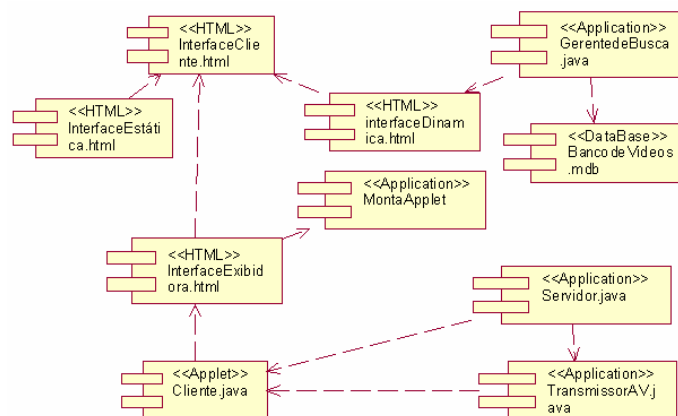 <<HTML>>
InterfaceClie
nte.html
<<Application>>
GerentedeBusca
.java
<<HTML>>
InterfaceEstáti
ca.html
<<HTML>>
interfaceDinam
ica.html
<<DataBase>>
BancodeVideos
.mdb
<<Application>>
MontaApplet
<<HTML>>
InterfaceExibid
ora.html
<<Application>>
Servidor.java
<<Applet>>
Cliente.java
<<Application>>
TransmissorAV.j
ava